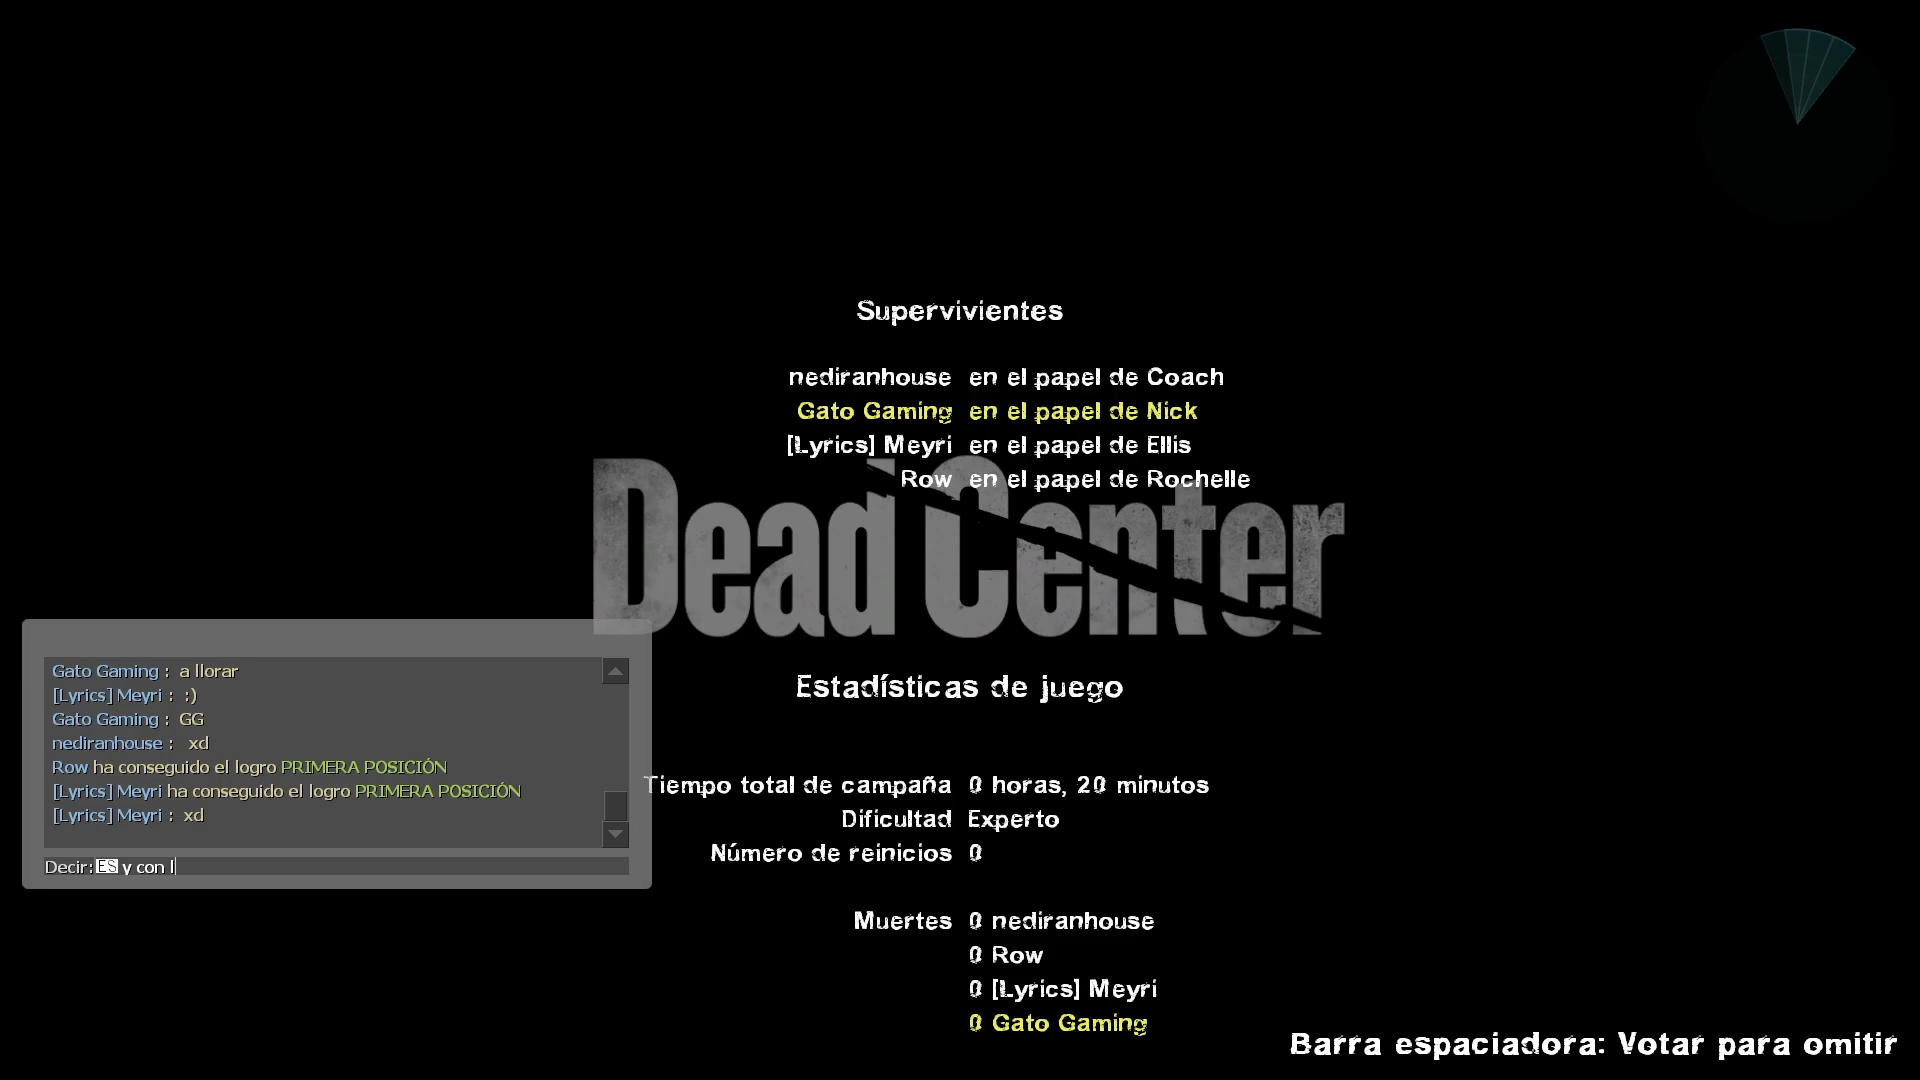 Supervivientes
nediranhouse en el papel de Coach
Gato Gaming en el papel de Nick
[Lyrics] Meyri en el papel de Ellis
Row en el papel de Rochelle
Dead Center
Estadísticas de juego
Tiempo total de campaña 0 horas, 20 minutos
Dificultad Experto
Número de reinicios 0
Muertes 0 nediranhouse
0 Row
0 [Lyrics] Meyri
0 Gato Gaming
Gato Gaming : a llorar
[Lyrics] Meyri : :)
Gato Gaming : GG
nediranhouse : xd
Row ha conseguido el logro PRIMERA POSICIÓN
[Lyrics] Meyri ha conseguido el logro PRIMERA POSICIÓN
[Lyrics] Meyri : xd
Decir: ES y con l
Barra espaciadora: Votar para omitir